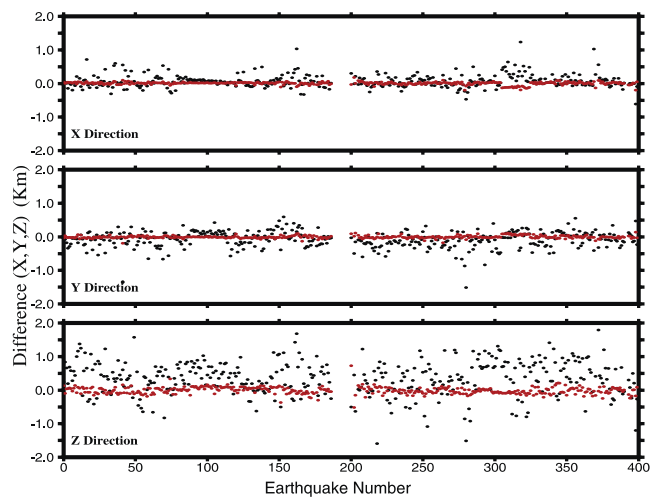 2.0
1.0
0.0
-1.0
-2.0
X Direction
2.0
1.0
0.0
-1.0
-2.0
Y Direction
2.0
1.0
0.0
-1.0
-2.0
Z Direction
Difference (X,Y,Z) (Km)
0 50 100 150 200 250 300 350 400
Earthquake Number